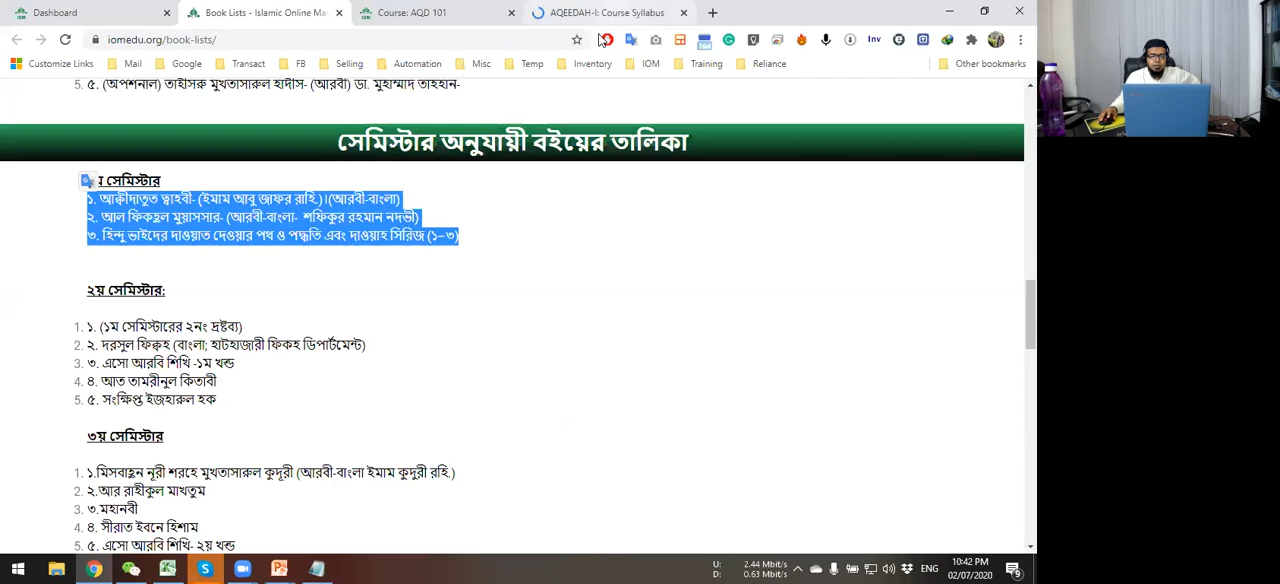 Dashboard
Book Lists - Islamic Online Ma
Course: AQD 101
AQEEDAH-I: Course Syllabus
iomedu.org/book-lists/
Inv
Customize Links
Mail
Google
Transact
FB
Selling
Automation
Misc
Temp
Inventory
IOM
Training
Reliance
Other bookmarks
5. ৫. (অপশনাল) তাইসিরু মুখতাসারুল হাদীস- (আরবী) ডা. মুহাম্মাদ তাহহান-
সেমিস্টার অনুযায়ী বইয়ের তালিকা
ম সেমিস্টার
১. আক্বীদাতুত ত্বাহবী- (ইমাম আবু জাফর রাহি.)।(আরবী-বাংলা)
২. আল ফিকহুল মুয়াসসার- (আরবী-বাংলা- শফিকুর রহমান নদভী)
৩. হিন্দু ভাইদের দাওয়াত দেওয়ার পথ ও পদ্ধতি এবং দাওয়াহ সিরিজ (১–৩)
২য় সেমিস্টার:
1. ১. (১ম সেমিস্টারের ২নং দ্রষ্টব্য)
2. ২. দরসুল ফিক্বহ (বাংলা; হাটহাজারী ফিকহ ডিপার্টমেন্ট)
3. ৩. এসো আরবি শিখি -১ম খন্ড
4. ৪. আত তামরীনুল কিতাবী
5. ৫. সংক্ষিপ্ত ইজহারুল হক
৩য় সেমিস্টার
1. ১.মিসবাহুন নূরী শরহে মুখতাসারুল কুদূরী (আরবী-বাংলা ইমাম কুদুরী রহি.)
2. ২.আর রাহীকুল মাখতুম
3. ৩.মহানবী
4. ৪. সীরাত ইবনে হিশাম
5. ৫. এসো আরবি শিখি- ২য় খন্ড
U: 2.44 Mbit/s
D: 0.63 Mbit/s
ENG
10:42 PM
02/07/2020
9